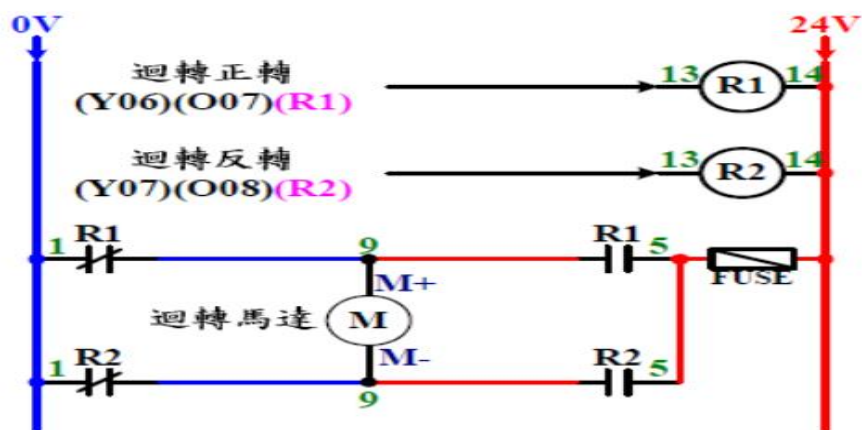 0V 24V
迴轉正轉 13 R1 14
(Y06)(O07)(R1)
迴轉反轉 13 R2 14
(Y07)(O08)(R2)
1 R1 9 R1 5
M+ FUSE
迴轉馬達 M
1 R2 M- R2 5
9